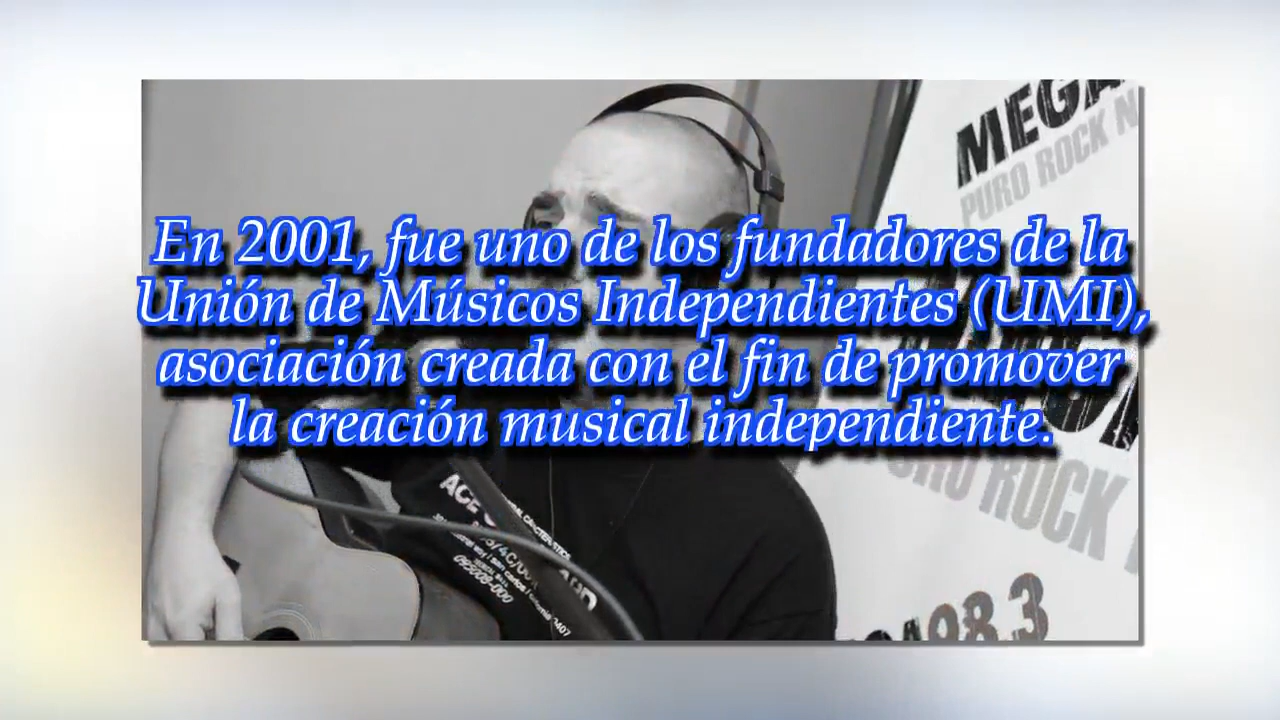 MEGA
PURO ROCK N
En 2001, fue uno de los fundadores de la
Unión de Músicos Independientes (UMI),
asociación creada con el fin de promover
la creación musical independiente.
PURO ROCK
98.3